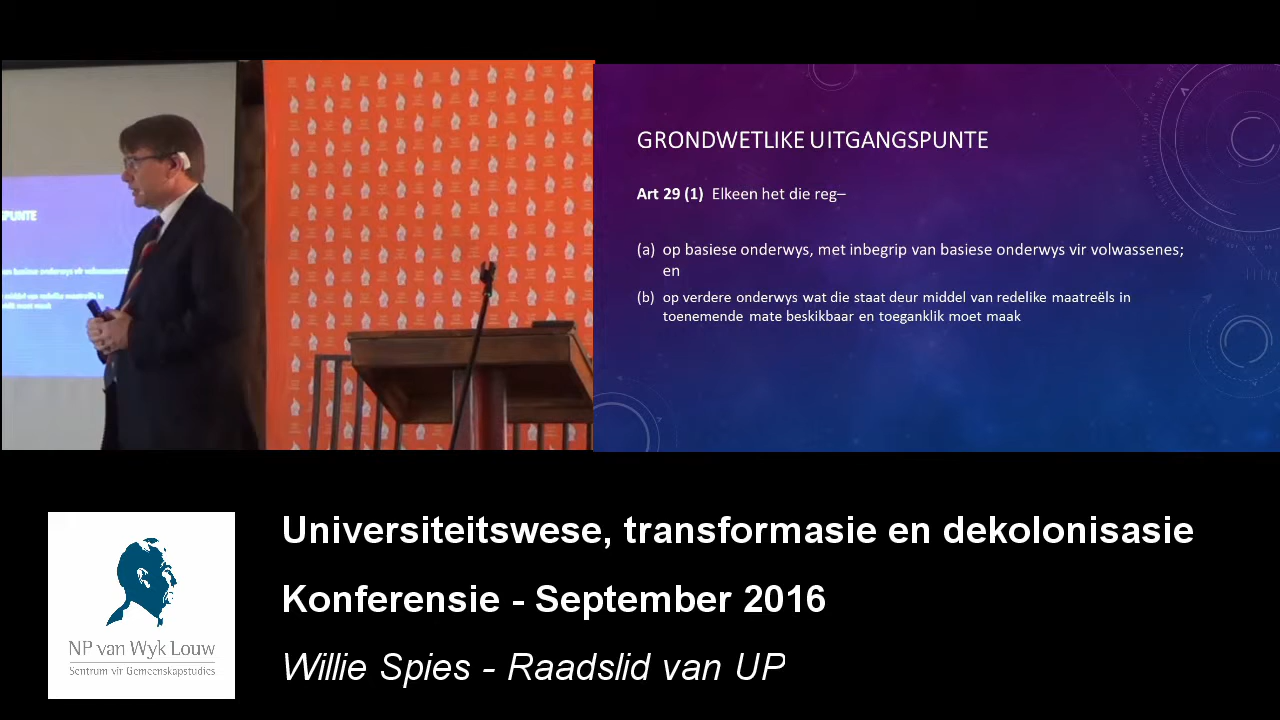 GRONDWETLIKE UITGANGSPUNTE
Art 29 (1) Elkeen het die reg–
(a) op basiese onderwys, met inbegrip van basiese onderwys vir volwassenes;
en
(b) op verdere onderwys wat die staat deur middel van redelike maatreëls in
toenemende mate beskikbaar en toeganklik moet maak
Universiteitswese, transformasie en dekolonisasie
Konferensie - September 2016
Willie Spies - Raadslid van UP
NP van Wyk Louw
Sentrum vir Gemeenskapstudies